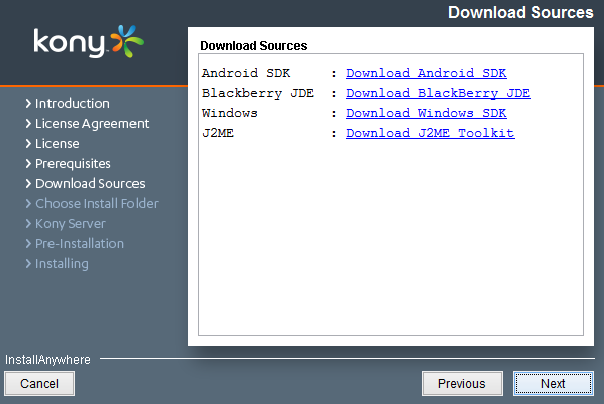 Download Sources
kony
Download Sources
Android SDK : Download Android SDK
Blackberry JDE : Download BlackBerry JDE
Windows : Download Windows SDK
J2ME : Download J2ME Toolkit
> Introduction
> License Agreement
> License
> Prerequisites
> Download Sources
> Choose Install Folder
> Kony Server
> Pre-Installation
> Installing
InstallAnywhere
Cancel
Previous
Next